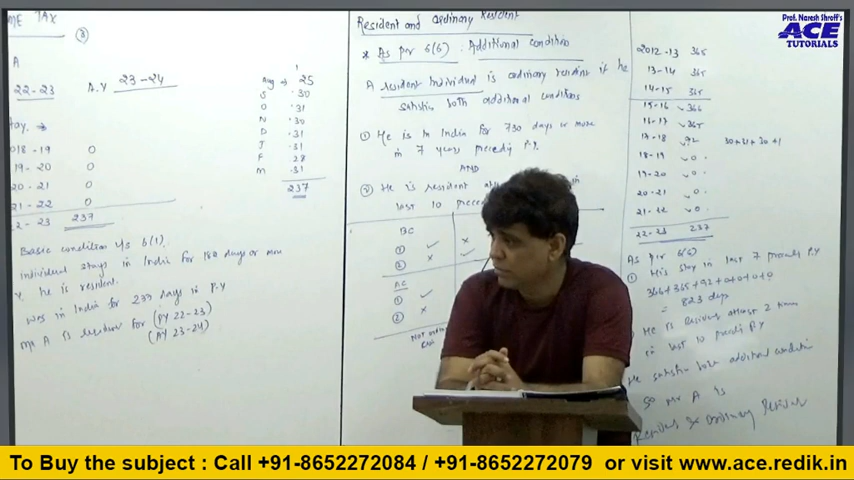 ME TAX
A
22-23 A.Y 23-24
2018-19 0
19-20 0
20-21 0
21-22 0
22-23 237
Basic condition u/s 6(1)
individual stays in India for 182 days or more
he is resident.
was in India for 237 days in P.Y
Mr A is resident for (PY 22-23)
(AY 23-24)
Aug → 25
S .30
O .31
N .30
D .31
J .31
F 28
M .31
237
Resident and ordinary Resident
* As per 6(6) : Additional condition
A resident individual is ordinary resident if he
satisfies both additional conditions
① He is in India for 730 days or more
in 7 years preceding P.Y.
AND
② He is resident
last 10
BC
① ✓ ×
② × ✓
AC
① ✓
② ×
Not
2012-13 365
13-14 365
14-15 365
15-16 366
16-17 365
17-18 92 30+31+30+1
18-19 0
19-20 0
20-21 0
21-22 0
22-23 237
As per 6(6)
① His stay in last 7 P.Y
366+365+92+0+0+0+0
= 823 days
He is Resident atleast 2 times
in last 10 P.Y
He both additional condition
So Mr A is
Resident & ordinary Resident
Prof. Naresh Shroff's
ACE
TUTORIALS
To Buy the subject : Call +91-8652272084 / +91-8652272079 or visit www.ace.redik.in